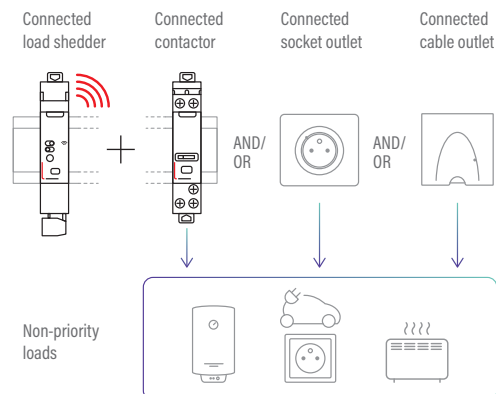 Connected
load shedder
Connected
contactor
Connected
socket outlet
Connected
cable outlet
AND/
OR
AND/
OR
Non-priority
loads